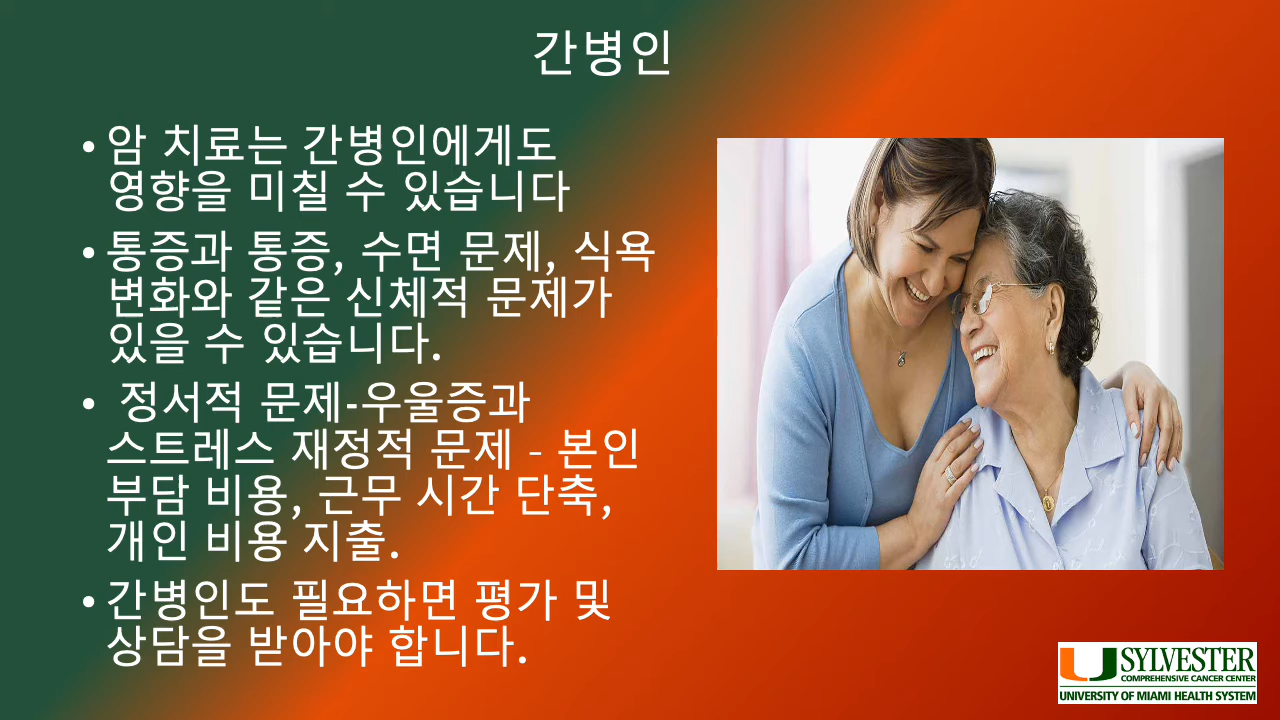 간병인
• 암 치료는 간병인에게도
영향을 미칠 수 있습니다
• 통증과 통증, 수면 문제, 식욕
변화와 같은 신체적 문제가
있을 수 있습니다.
• 정서적 문제-우울증과
스트레스 재정적 문제 - 본인
부담 비용, 근무 시간 단축,
개인 비용 지출.
• 간병인도 필요하면 평가 및
상담을 받아야 합니다.
SYLVESTER
COMPREHENSIVE CANCER CENTER
UNIVERSITY OF MIAMI HEALTH SYSTEM